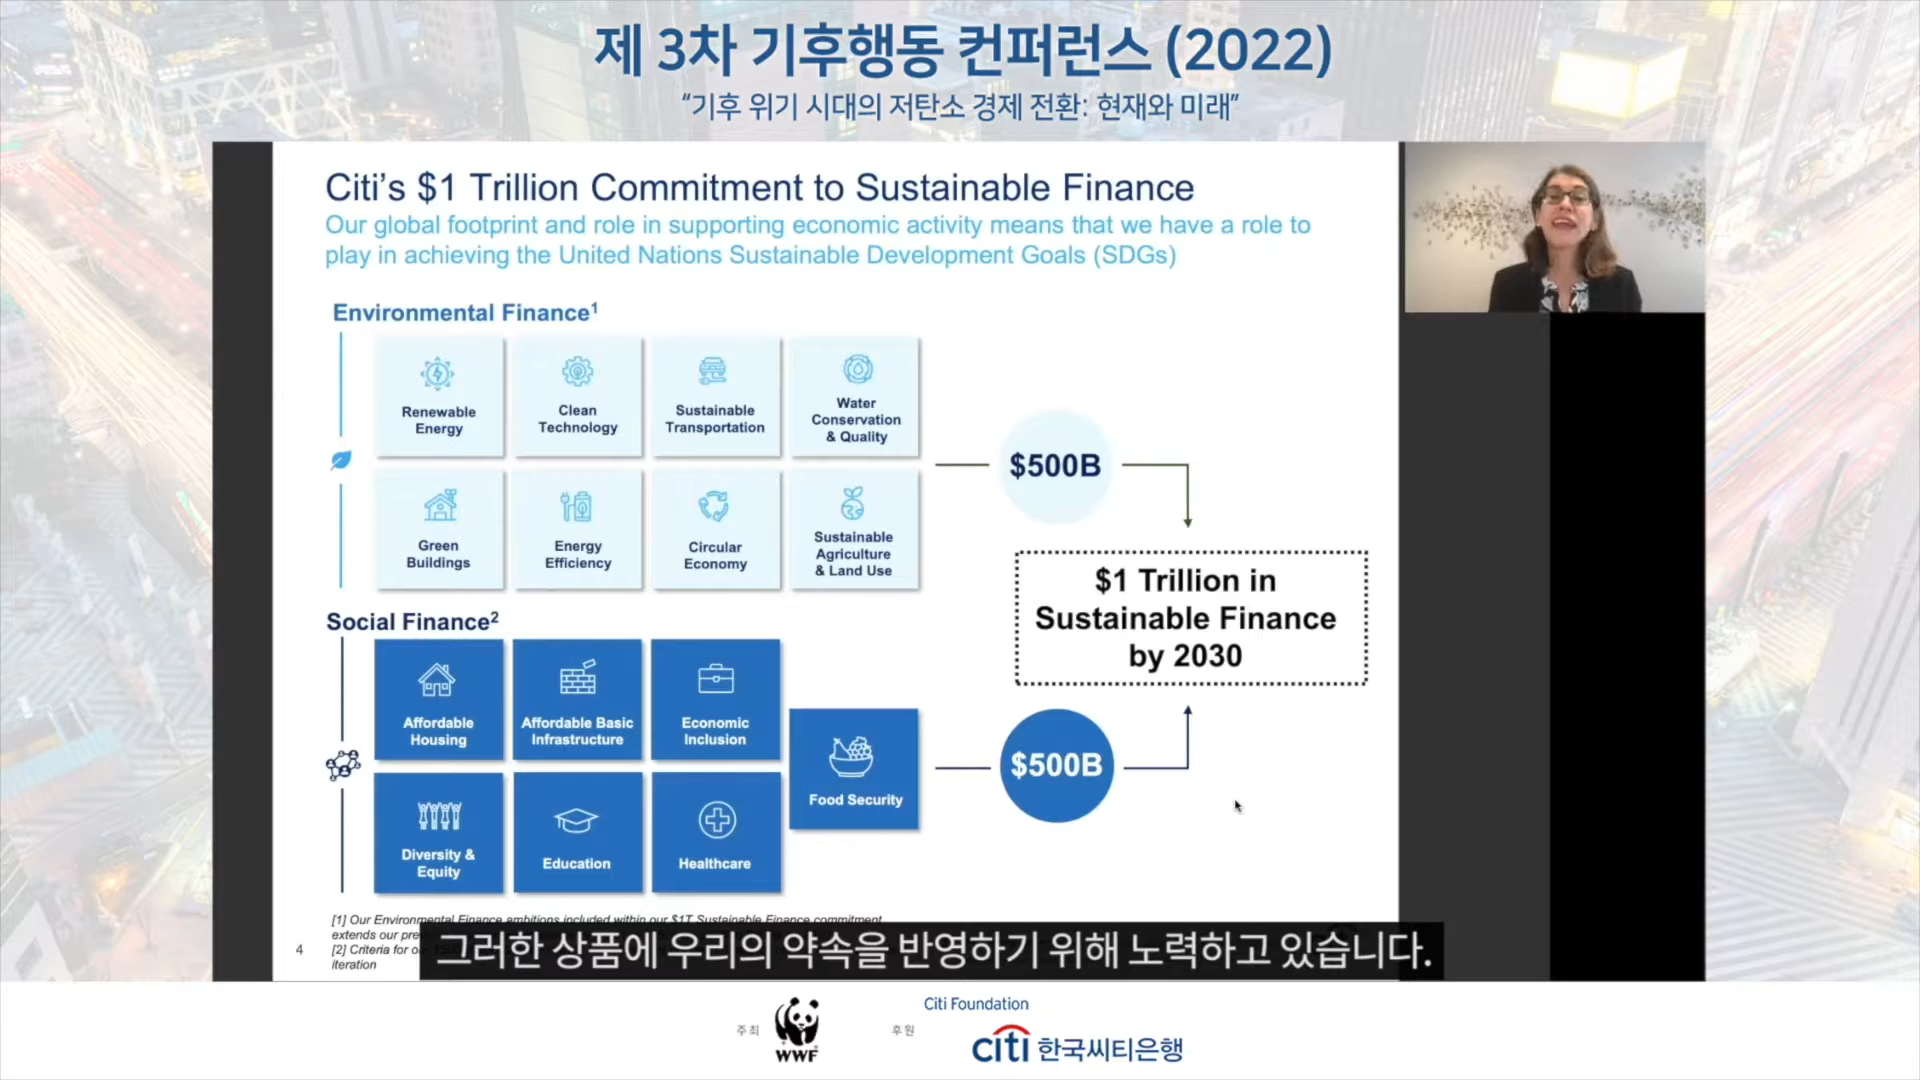 제 3차 기후행동 컨퍼런스 (2022)
“기후 위기 시대의 저탄소 경제 전환: 현재와 미래”
Citi’s $1 Trillion Commitment to Sustainable Finance
Our global footprint and role in supporting economic activity means that we have a role to
play in achieving the United Nations Sustainable Development Goals (SDGs)
Environmental Finance¹
Renewable
Energy
Clean
Technology
Sustainable
Transportation
Water
Conservation
& Quality
Green
Buildings
Energy
Efficiency
Circular
Economy
Sustainable
Agriculture
& Land Use
$500B
$1 Trillion in
Sustainable Finance
by 2030
Social Finance²
Affordable
Housing
Affordable Basic
Infrastructure
Economic
Inclusion
Food Security
Diversity &
Equity
Education
Healthcare
$500B
[1] Our Environmental Finance ambitions included within our $1T Sustainable Finance commitment
extends our
[2] Criteria for
iteration
4
그러한 상품에 우리의 약속을 반영하기 위해 노력하고 있습니다.
주최
WWF
후원
Citi Foundation
citi 한국씨티은행